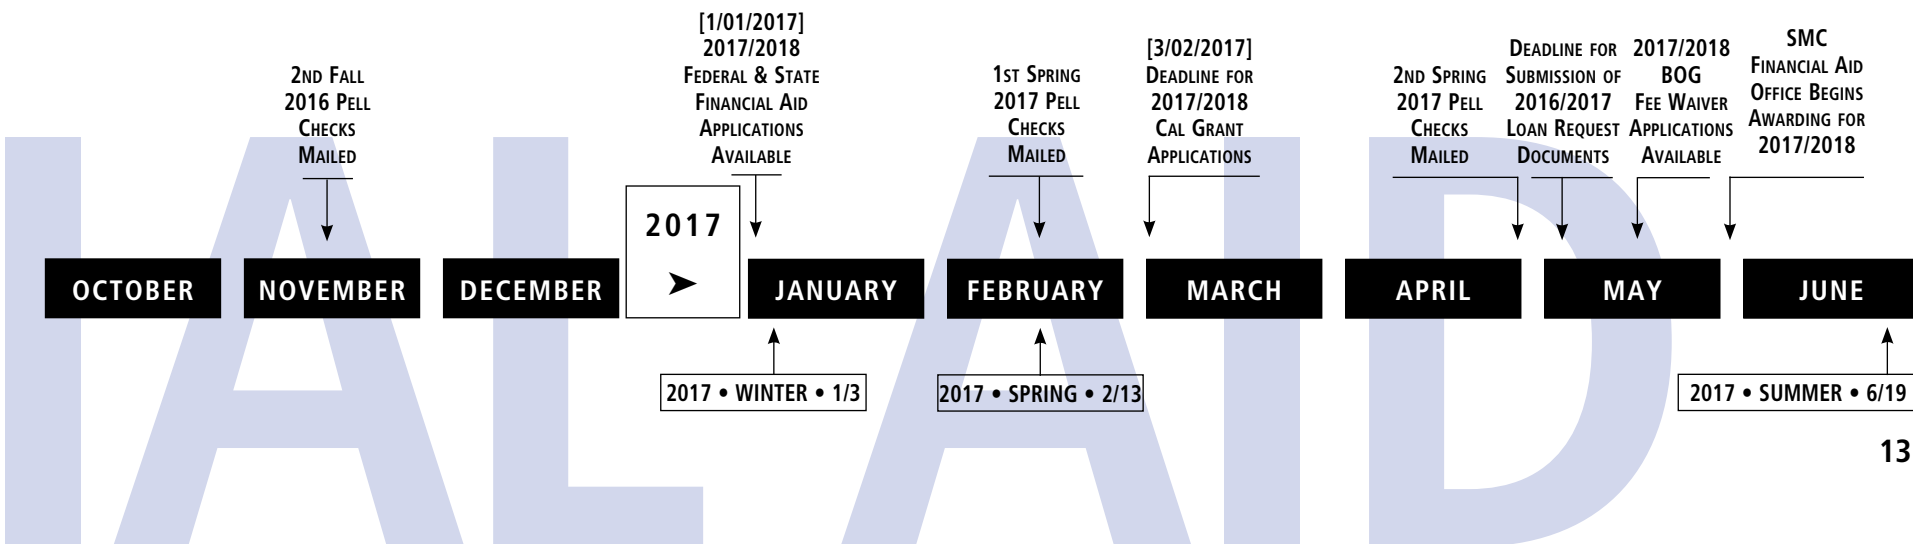 2ND FALL
2016 PELL
CHECKS
MAILED
[1/01/2017]
2017/2018
FEDERAL & STATE
FINANCIAL AID
APPLICATIONS
AVAILABLE
1ST SPRING
2017 PELL
CHECKS
MAILED
[3/02/2017]
DEADLINE FOR
2017/2018
CAL GRANT
APPLICATIONS
2ND SPRING
2017 PELL
CHECKS
MAILED
DEADLINE FOR
SUBMISSION OF
2016/2017
LOAN REQUEST
DOCUMENTS
2017/2018
BOG
FEE WAIVER
APPLICATIONS
AVAILABLE
SMC
FINANCIAL AID
OFFICE BEGINS
AWARDING FOR
2017/2018
2017
OCTOBER
NOVEMBER
DECEMBER
JANUARY
FEBRUARY
MARCH
APRIL
MAY
JUNE
2017 • WINTER • 1/3
2017 • SPRING • 2/13
2017 • SUMMER • 6/19
13
IAL AID